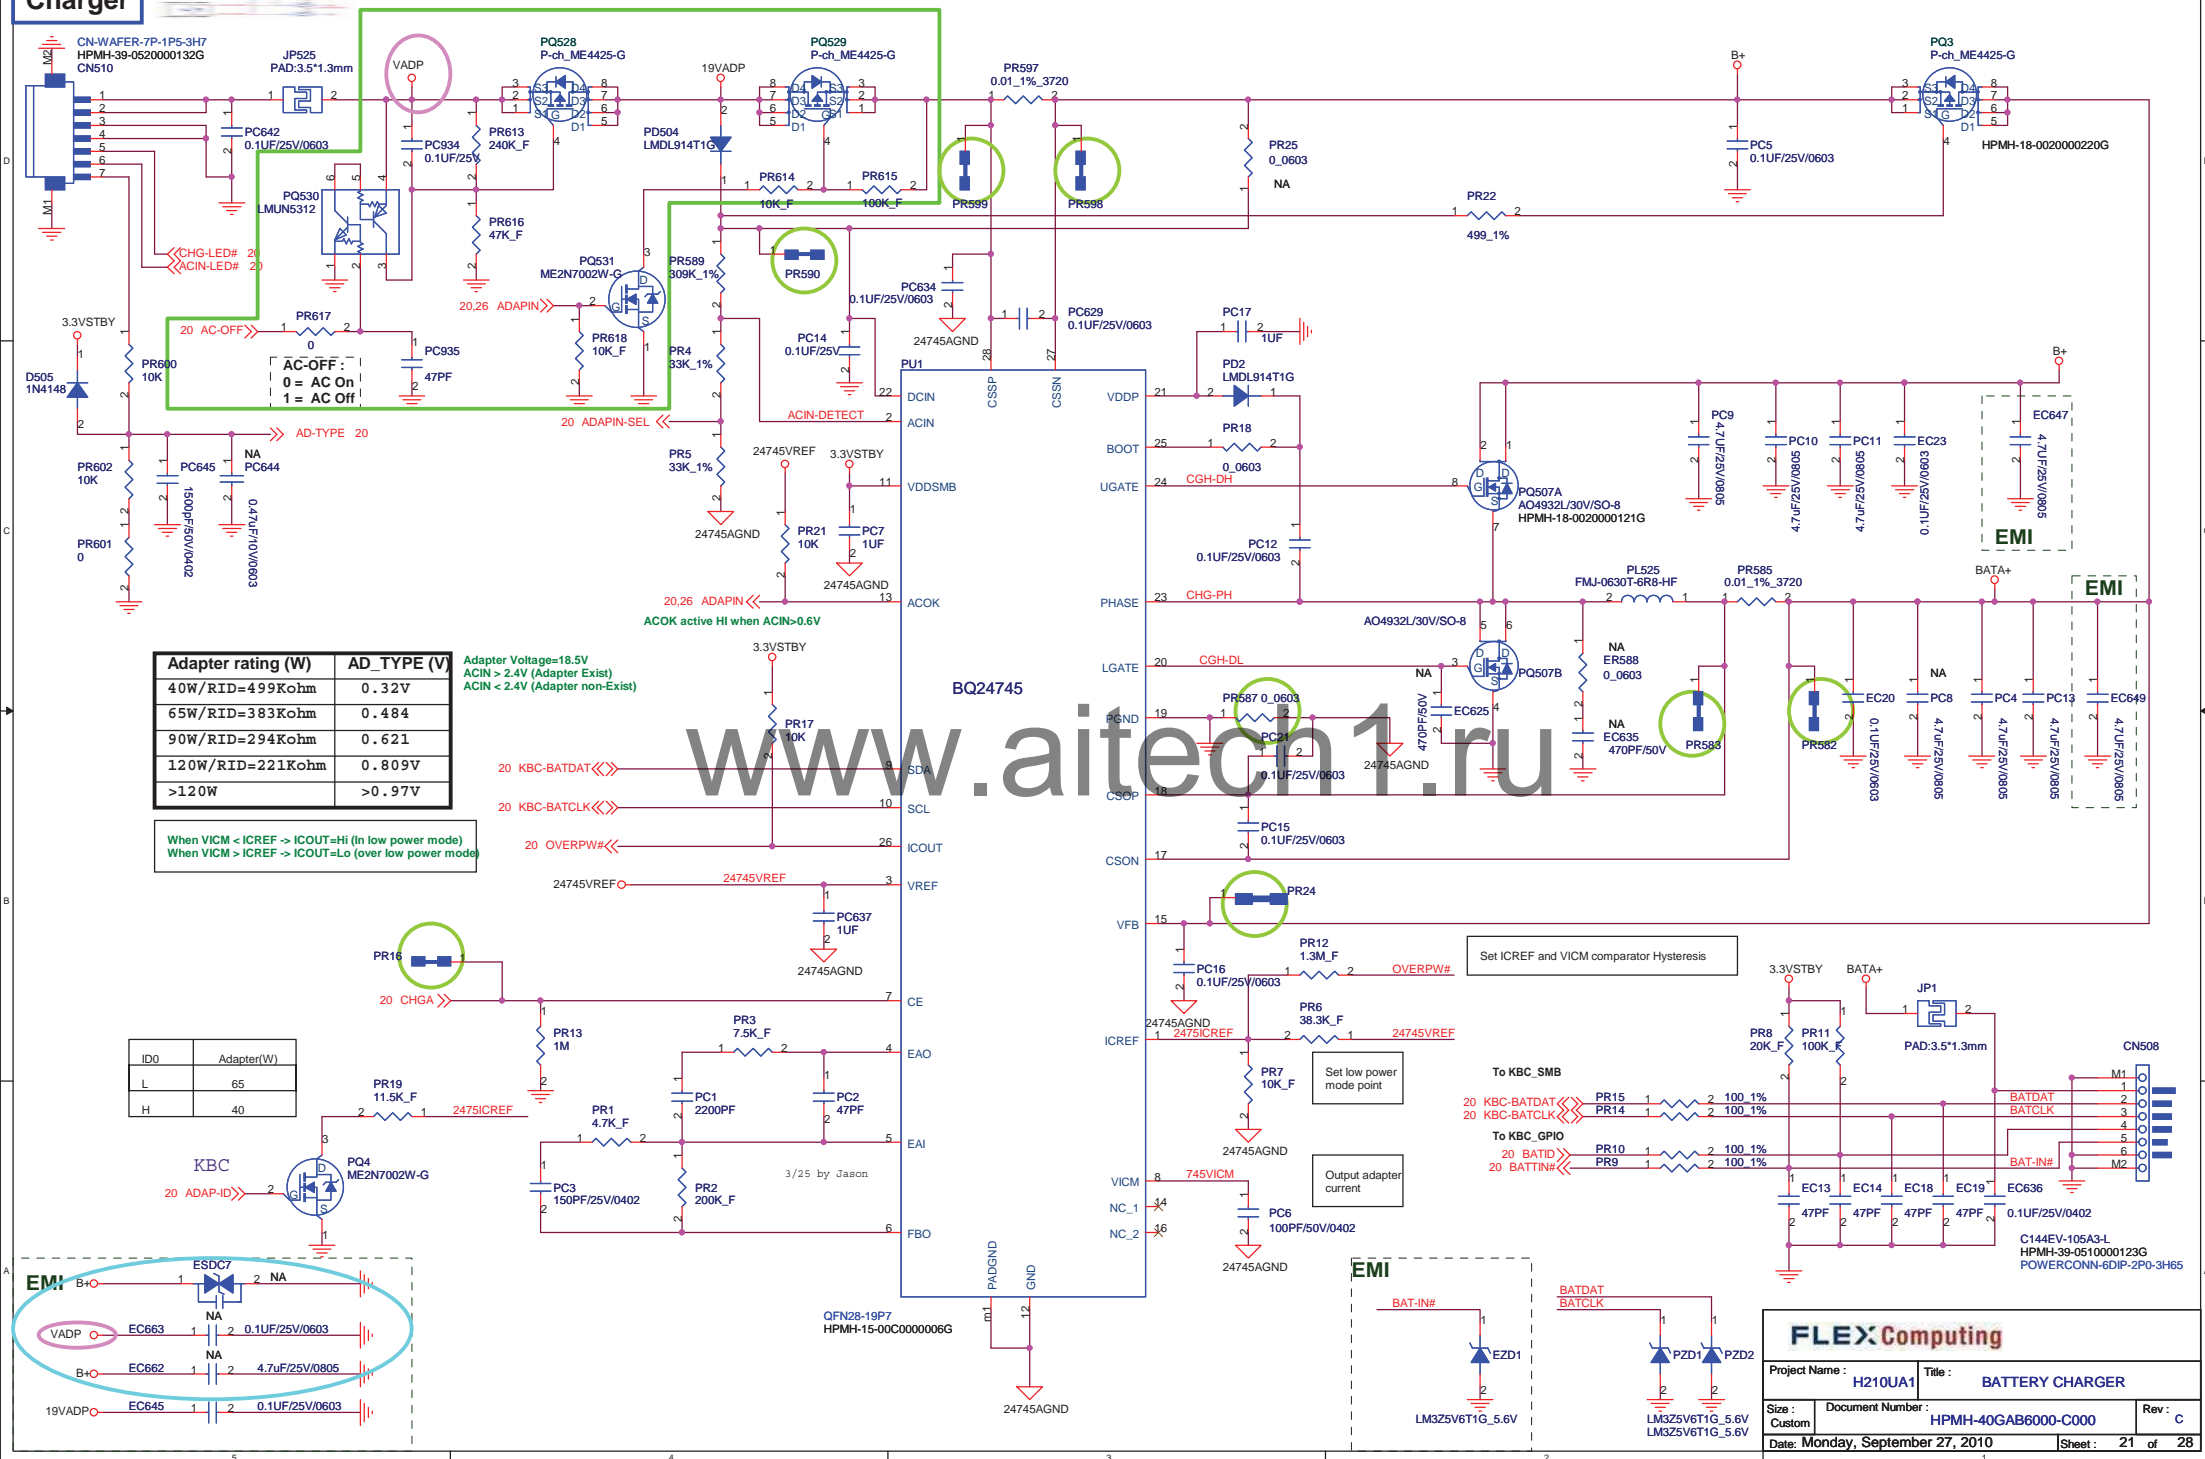 Charger
CN-WAFER-7P-1P5-3H7
HPMH-39-0520000132G
CN510
JP525
PAD:3.5*1.3mm
VADP
PQ528
P-ch_ME4425-G
19VADP
PQ529
P-ch_ME4425-G
PR597
0.01_1%_3720
B+
PQ3
P-ch_ME4425-G
HPMH-18-0020000220G
PC642
0.1UF/25V/0603
PC934
0.1UF/25V
PR613
240K_F
PD504
LMDL914T1G
PR614
10K_F
PR615
100K_F
PR599
PR598
PR25
0_0603
NA
PC5
0.1UF/25V/0603
PQ530
LMUN5312
PR616
47K_F
PR22
499_1%
CHG-LED# 20
ACIN-LED# 20
PQ531
ME2N7002W-G
PR589
309K_1%
PR590
20,26 ADAPIN
PC634
0.1UF/25V/0603
24745AGND
PC629
0.1UF/25V/0603
3.3VSTBY
20 AC-OFF
PR617
0
PR618
10K_F
PC14
0.1UF/25V
PR4
33K_1%
PC17
1UF
D505
1N4148
PR600
10K
AC-OFF :
0 = AC On
1 = AC Off
PC935
47PF
PU1
PD2
LMDL914T1G
B+
DCIN
ACIN
CSSP
CSSN
VDDP
BOOT
UGATE
ACIN-DETECT
20 ADAPIN-SEL
AD-TYPE 20
PR18
0_0603
CGH-DH
PC9
4.7UF/25V/0805
PC10
4.7uF/25V/0805
PC11
4.7uF/25V/0805
EC23
0.1UF/25V/0603
EC647
4.7UF/25V/0805
EMI
PR602
10K
PC645
1500pF/50V/0402
NA
PC644
0.47uF/10V/0603
PR5
33K_1%
24745AGND
24745VREF
3.3VSTBY
VDDSMB
PQ507A
AO4932L/30V/SO-8
HPMH-18-0020000121G
PR601
0
PR21
10K
PC7
1UF
24745AGND
PC12
0.1UF/25V/0603
PL525
FMJ-0630T-6R8-HF
PR585
0.01_1%_3720
BATA+
EMI
20,26 ADAPIN
ACOK
ACOK active HI when ACIN>0.6V
PHASE
CHG-PH
AO4932L/30V/SO-8
Adapter rating (W) AD_TYPE (V)
40W/RID=499Kohm 0.32V
65W/RID=383Kohm 0.484
90W/RID=294Kohm 0.621
120W/RID=221Kohm 0.809V
>120W >0.97V
Adapter Voltage=18.5V
ACIN > 2.4V (Adapter Exist)
ACIN < 2.4V (Adapter non-Exist)
3.3VSTBY
PR17
10K
BQ24745
LGATE
CGH-DL
PQ507B
NA
ER588
0_0603
NA
EC625
470PF/50V
NA
EC635
470PF/50V
PR583
PR582
EC20
0.1UF/25V/0603
NA
PC8
4.7uF/25V/0805
PC4
4.7uF/25V/0805
PC13
4.7uF/25V/0805
EC649
4.7UF/25V/0805
PGND
PR587 0_0603
PC21
0.1UF/25V/0603
24745AGND
www.aitech1.ru
20 KBC-BATDAT
SDA
CSOP
20 KBC-BATCLK
SCL
PC15
0.1UF/25V/0603
When VICM < ICREF -> ICOUT=Hi (In low power mode)
When VICM > ICREF -> ICOUT=Lo (over low power mode)
20 OVERPW#
ICOUT
CSON
24745VREF
24745VREF
VREF
PC637
1UF
24745AGND
PR24
VFB
PR16
PC16
0.1UF/25V/0603
24745AGND
PR12
1.3M_F
OVERPW#
Set ICREF and VICM comparator Hysteresis
20 CHGA
CE
PR13
1M
PR6
38.3K_F
2475ICREF
24745VREF
ICREF
3.3VSTBY
BATA+
JP1
PAD:3.5*1.3mm
PR8
20K_F
PR11
100K_F
CN508
ID0 Adapter(W)
L 65
H 40
PR3
7.5K_F
EAO
PR7
10K_F
24745AGND
Set low power
mode point
PR19
11.5K_F
2475ICREF
PC1
2200PF
PC2
47PF
PR1
4.7K_F
EAI
To KBC_SMB
20 KBC-BATDAT
20 KBC-BATCLK
PR15
100_1%
PR14
100_1%
BATDAT
BATCLK
To KBC_GPIO
20 BATID
20 BATTIN#
PR10
100_1%
PR9
100_1%
BAT-IN#
KBC
PQ4
ME2N7002W-G
20 ADAP-ID
PC3
150PF/25V/0402
PR2
200K_F
3/25 by Jason
FBO
VICM
745VICM
Output adapter
current
NC_1
NC_2
PC6
100PF/50V/0402
24745AGND
EC13
47PF
EC14
47PF
EC18
47PF
EC19
47PF
EC636
0.1UF/25V/0402
C144EV-105A3-L
HPMH-39-0510000123G
POWERCONN-6DIP-2P0-3H65
PADGND
GND
QFN28-19P7
HPMH-15-00C0000006G
24745AGND
EMI
B+
ESDC7
NA
VADP
EC663
NA
0.1UF/25V/0603
B+
EC662
NA
4.7uF/25V/0805
19VADP
EC645
0.1UF/25V/0603
EMI
BAT-IN#
EZD1
LM3Z5V6T1G_5.6V
BATDAT
BATCLK
PZD1
PZD2
LM3Z5V6T1G_5.6V
LM3Z5V6T1G_5.6V
FLEX Computing
Project Name : H210UA1
Title : BATTERY CHARGER
Size : Custom
Document Number : HPMH-40GAB6000-C000
Rev : C
Date: Monday, September 27, 2010
Sheet : 21 of 28